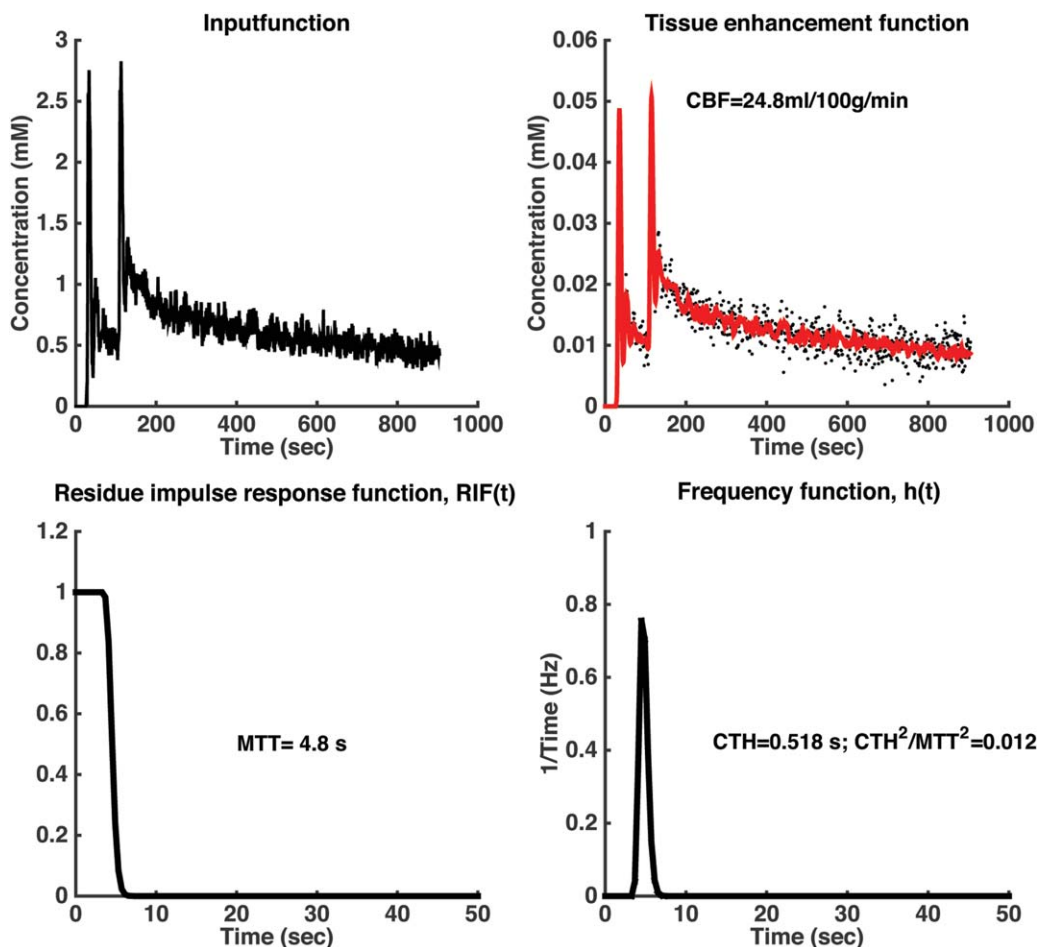 Inputfunction
3
2.5
2
1.5
1
0.5
0
Concentration (mM)
0 200 400 600 800 1000
Time (sec)
Tissue enhancement function
CBF=24.8ml/100g/min
0.06
0.05
0.04
0.03
0.02
0.01
0
Concentration (mM)
0 200 400 600 800 1000
Time (sec)
Residue impulse response function, RIF(t)
1.2
1
0.8
0.6
0.4
0.2
0
MTT= 4.8 s
0 10 20 30 40 50
Time (sec)
Frequency function, h(t)
1
0.8
0.6
0.4
0.2
0
1/Time (Hz)
CTH=0.518 s; CTH²/MTT²=0.012
0 10 20 30 40 50
Time (sec)